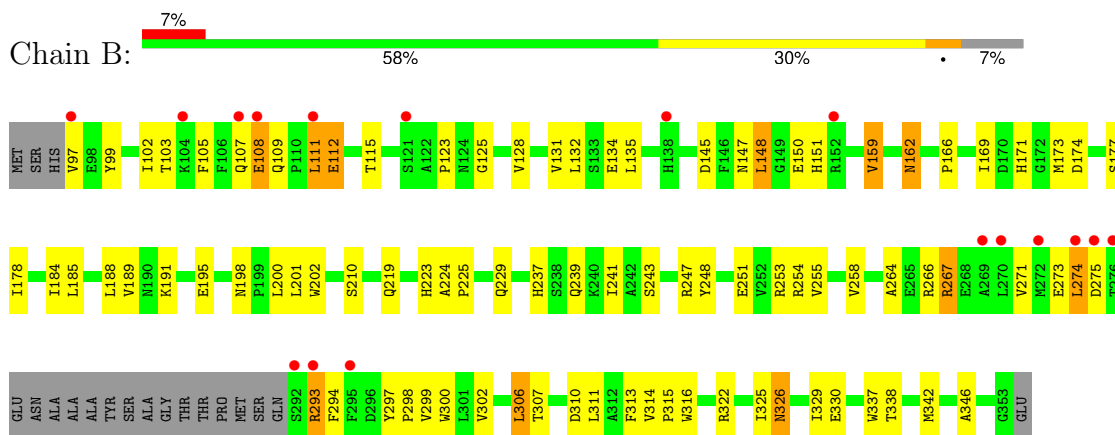 7%
Chain B:
58% 30% • 7%
MET SER HIS V97 E98 Y99 I102 T103 K104 F105 F106 Q107 E108 Q109 P110 L111 E112 T115 S121 A122 P123 N124 G125 V128 V131 L132 S133 E134 L135 H138 D145 F146 N147 L148 G149 E150 H151 R152 V159 N162 P166 I169 D170 H171 G172 M173 D174 S177
I178 I184 L185 L188 V189 N190 K191 E195 N198 P199 L200 L201 W202 S210 Q219 H223 A224 P225 Q229 H237 S238 Q239 K240 I241 A242 S243 R247 Y248 E251 V252 R253 R254 V255 V258 A264 E265 R266 R267 E268 A269 L270 V271 M272 E273 L274 D275 T276
GLU ASN ALA ALA ALA TYR SER ALA GLY THR THR PRO MET SER GLN S292 R293 F294 F295 D296 Y297 P298 V299 W300 L301 V302 L306 T307 D310 L311 A312 F313 V314 P315 W316 R322 I325 N326 I329 E330 W337 T338 M342 A346 G353 GLU